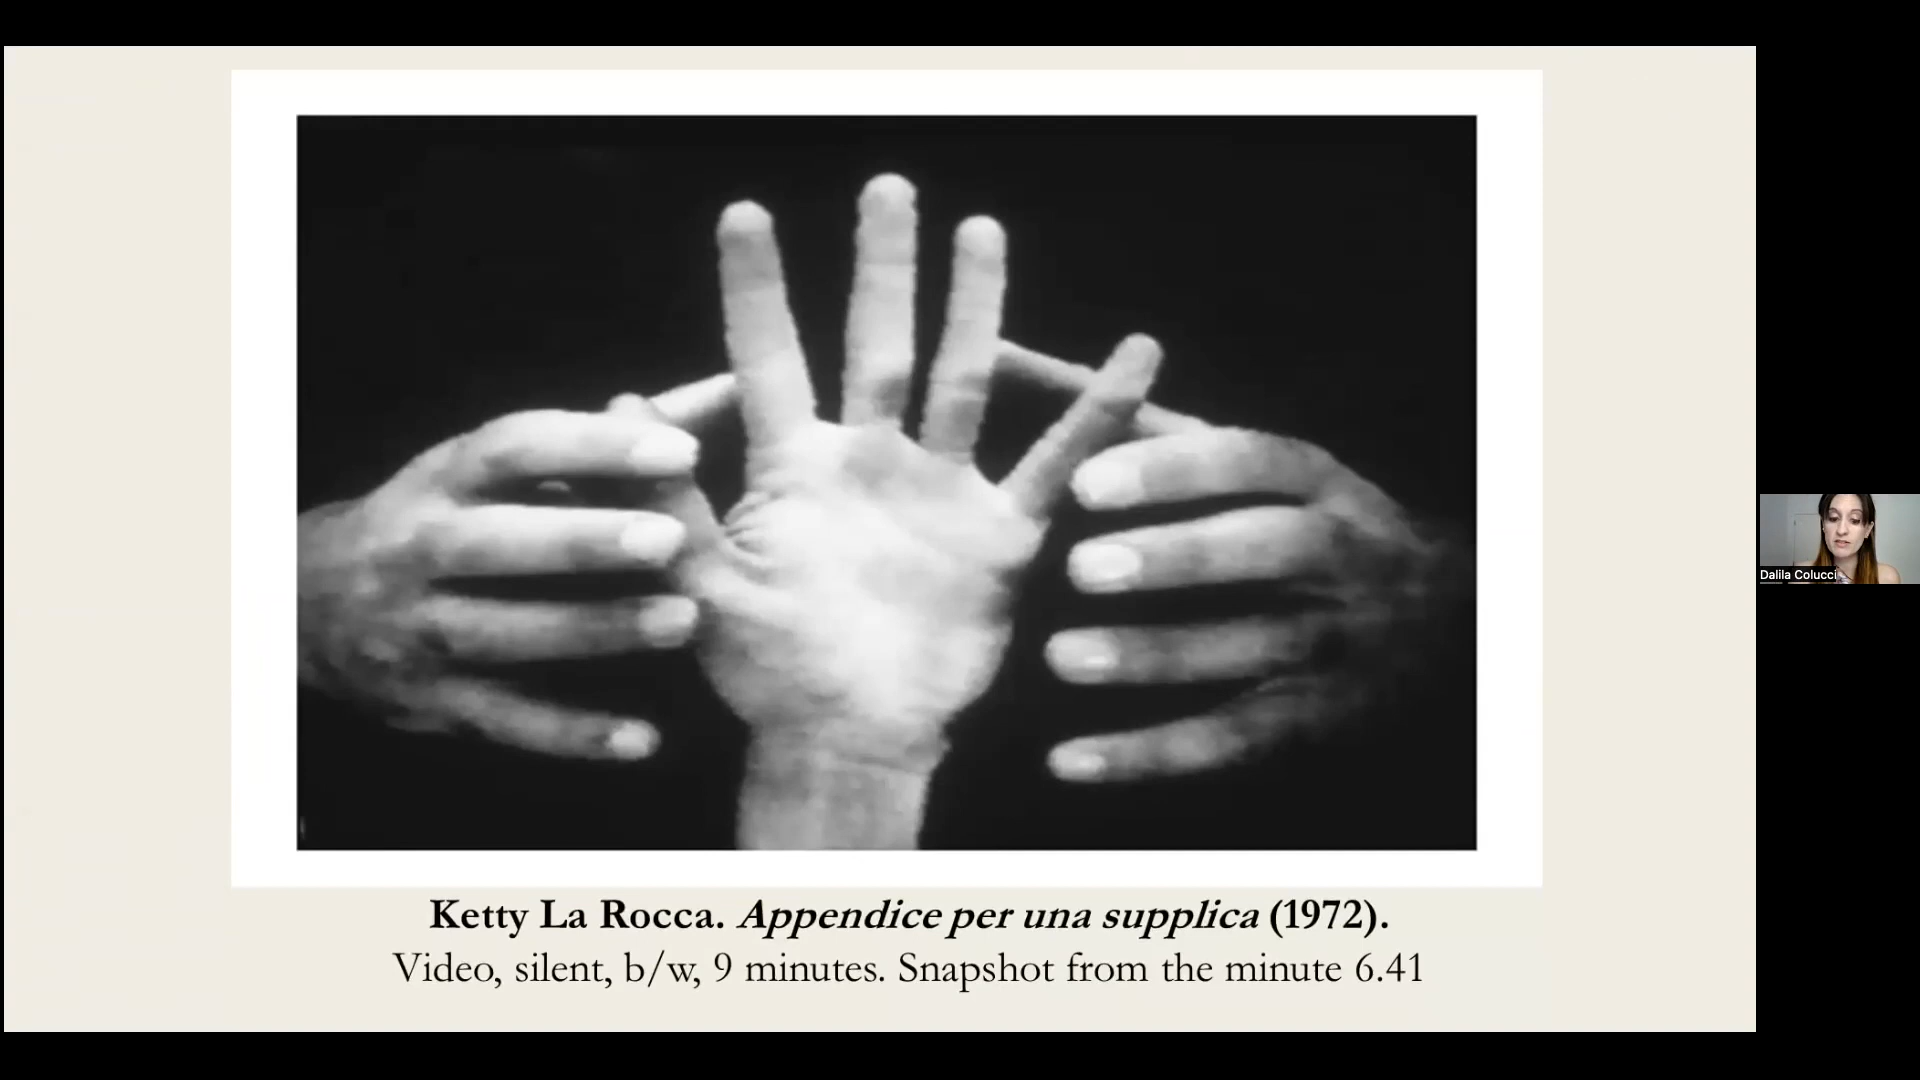 Ketty La Rocca. Appendice per una supplica (1972).
Video, silent, b/w, 9 minutes. Snapshot from the minute 6.41
Dalila Colucci